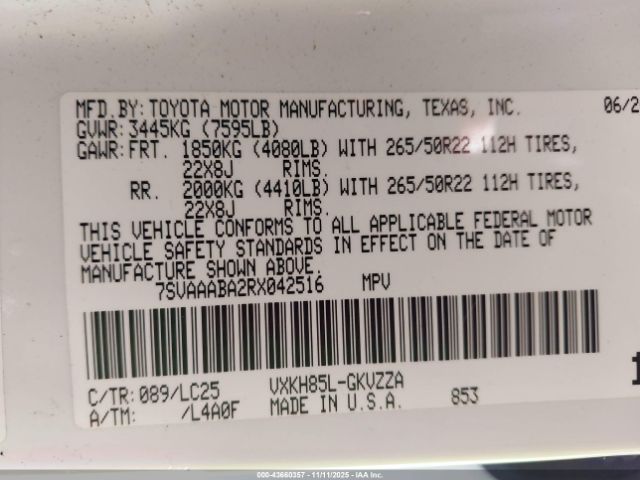 MFD.BY:TOYOTA MOTOR MANUFACTURING, TEXAS, INC. 06/2
GVWR:3445KG (7595LB)
GAWR:FRT. 1850KG (4080LB) WITH 265/50R22 112H TIRES,
22X8J RIMS.
RR. 2000KG (4410LB) WITH 265/50R22 112H TIRES,
22X8J RIMS.
THIS VEHICLE CONFORMS TO ALL APPLICABLE FEDERAL MOTOR
VEHICLE SAFETY STANDARDS IN EFFECT ON THE DATE OF
MANUFACTURE SHOWN ABOVE.
7SVAAABA2RX042516 MPV
C/TR:089/LC25 VXKH85L-GKVZZA
A/TM: /L4A0F MADE IN U.S.A. 853
000-43660357 - 11/11/2025 - IAA Inc.